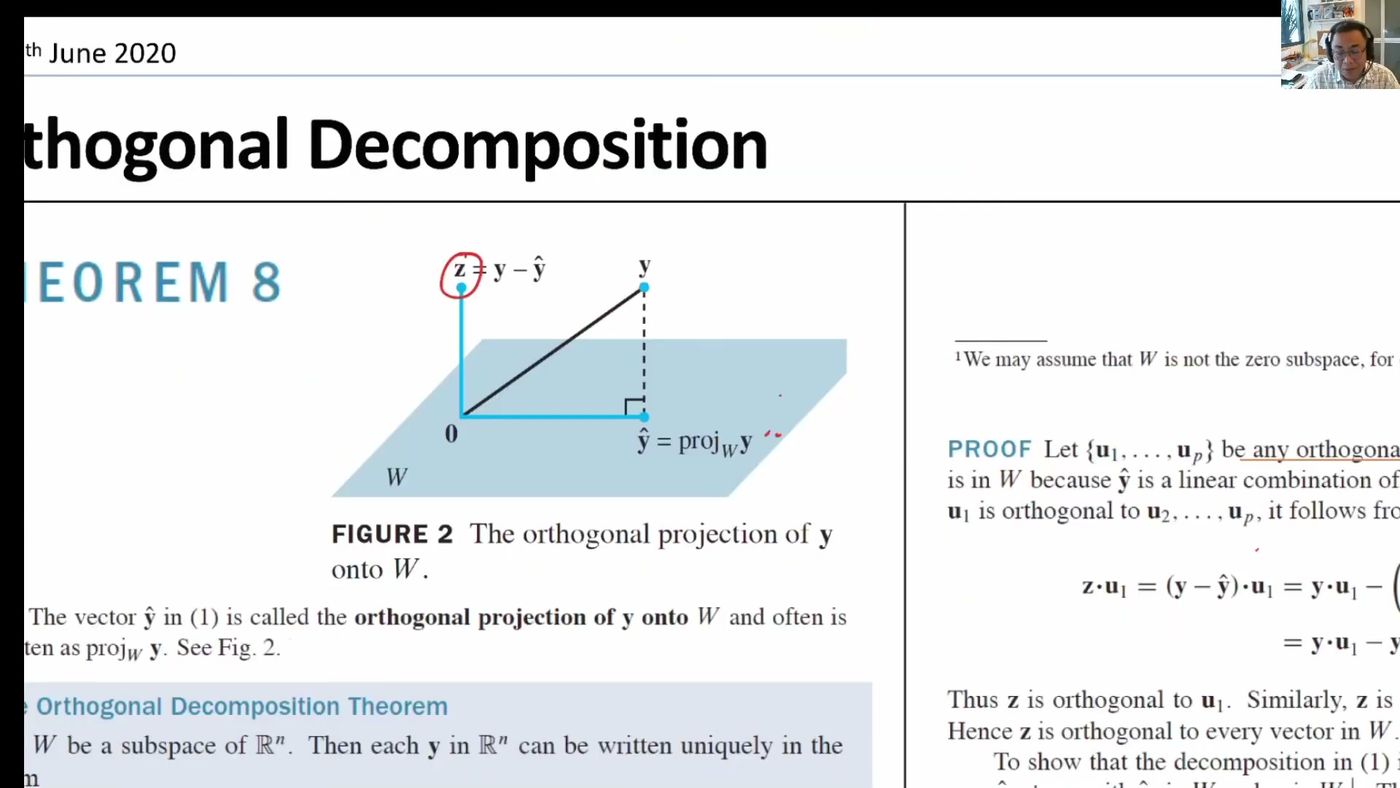 th June 2020
thogonal Decomposition
EOREM 8
z = y − ŷ
y
0
ŷ = proj_W y
W
FIGURE 2 The orthogonal projection of y
onto W.
The vector ŷ in (1) is called the orthogonal projection of y onto W and often is
ten as proj_W y. See Fig. 2.
Orthogonal Decomposition Theorem
W be a subspace of ℝⁿ. Then each y in ℝⁿ can be written uniquely in the
m
¹We may assume that W is not the zero subspace, for
PROOF Let {u₁, . . . , u_p} be any orthogona
is in W because ŷ is a linear combination of
u₁ is orthogonal to u₂, . . . , u_p, it follows fro
z·u₁ = (y − ŷ)·u₁ = y·u₁ − (
= y·u₁ − y
Thus z is orthogonal to u₁. Similarly, z is
Hence z is orthogonal to every vector in W.
To show that the decomposition in (1) i